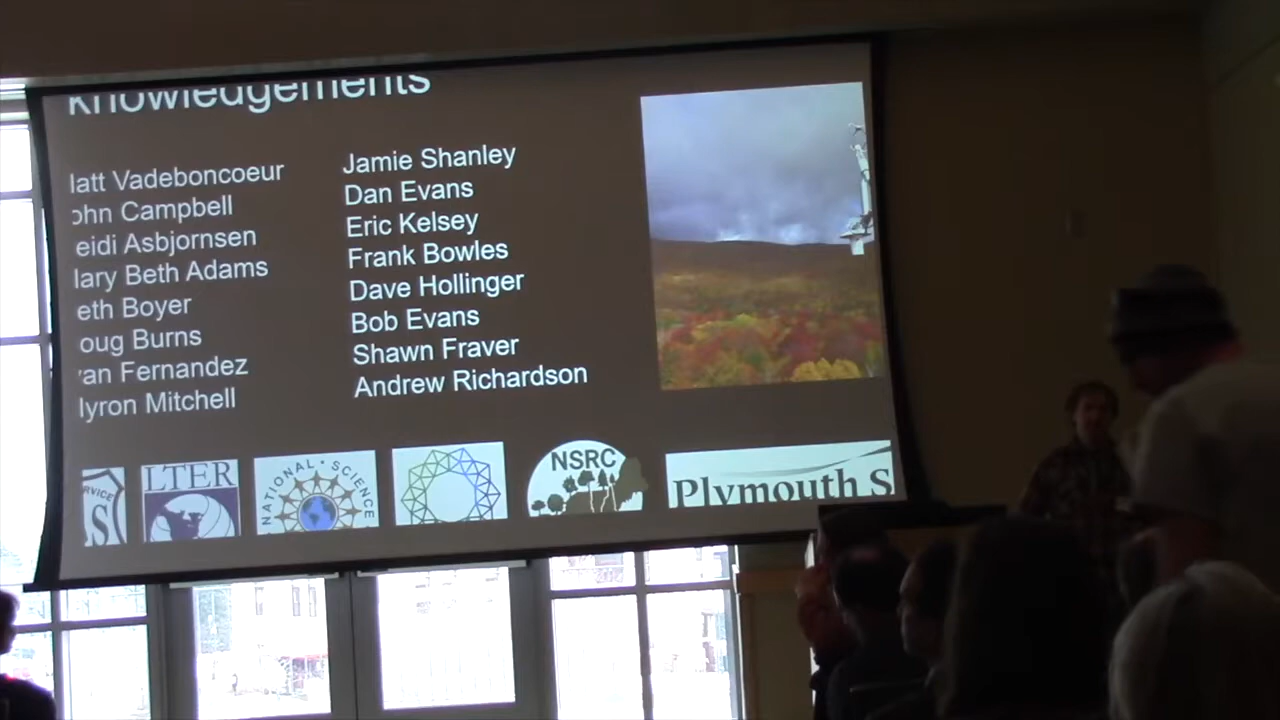 knowledgements
latt Vadeboncoeur
ohn Campbell
eidi Asbjornsen
lary Beth Adams
eth Boyer
oug Burns
an Fernandez
lyron Mitchell
Jamie Shanley
Dan Evans
Eric Kelsey
Frank Bowles
Dave Hollinger
Bob Evans
Shawn Fraver
Andrew Richardson
RVICE
S
LTER
NATIONAL • SCIENCE
NSRC
Plymouth S